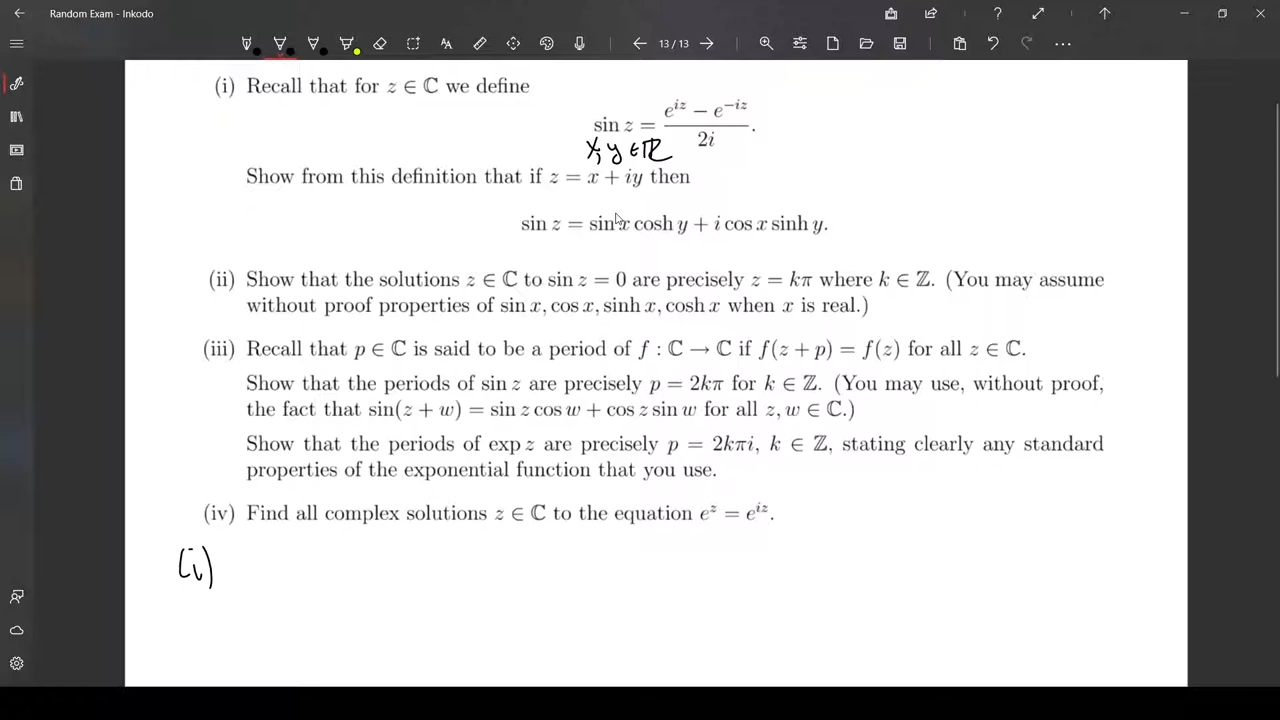 Random Exam - Inkodo
13/13
(i) Recall that for z ∈ ℂ we define
sin z = (e^{iz} − e^{−iz}) / 2i.
x, y ∈ ℝ
Show from this definition that if z = x + iy then
sin z = sin x cosh y + i cos x sinh y.
(ii) Show that the solutions z ∈ ℂ to sin z = 0 are precisely z = kπ where k ∈ ℤ. (You may assume
without proof properties of sin x, cos x, sinh x, cosh x when x is real.)
(iii) Recall that p ∈ ℂ is said to be a period of f : ℂ → ℂ if f(z + p) = f(z) for all z ∈ ℂ.
Show that the periods of sin z are precisely p = 2kπ for k ∈ ℤ. (You may use, without proof,
the fact that sin(z + w) = sin z cos w + cos z sin w for all z, w ∈ ℂ.)
Show that the periods of exp z are precisely p = 2kπi, k ∈ ℤ, stating clearly any standard
properties of the exponential function that you use.
(iv) Find all complex solutions z ∈ ℂ to the equation e^z = e^{iz}.
(i)